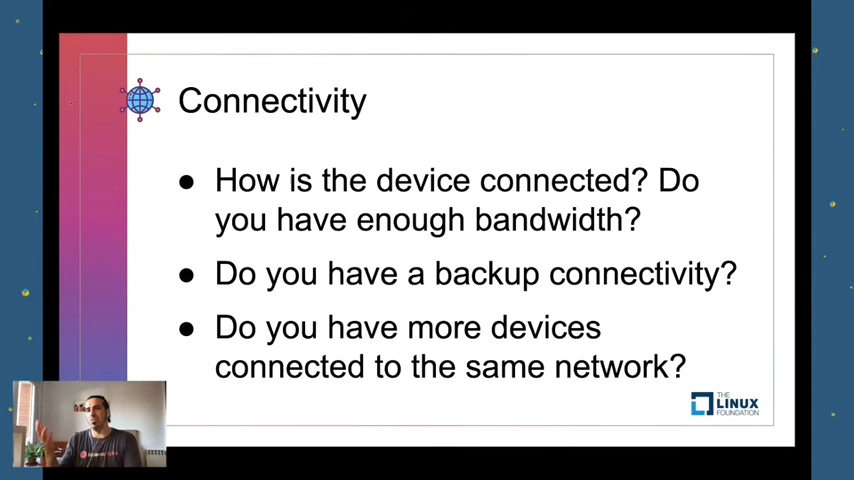 Connectivity
● How is the device connected? Do
you have enough bandwidth?
● Do you have a backup connectivity?
● Do you have more devices
connected to the same network?
THE
LINUX
FOUNDATION